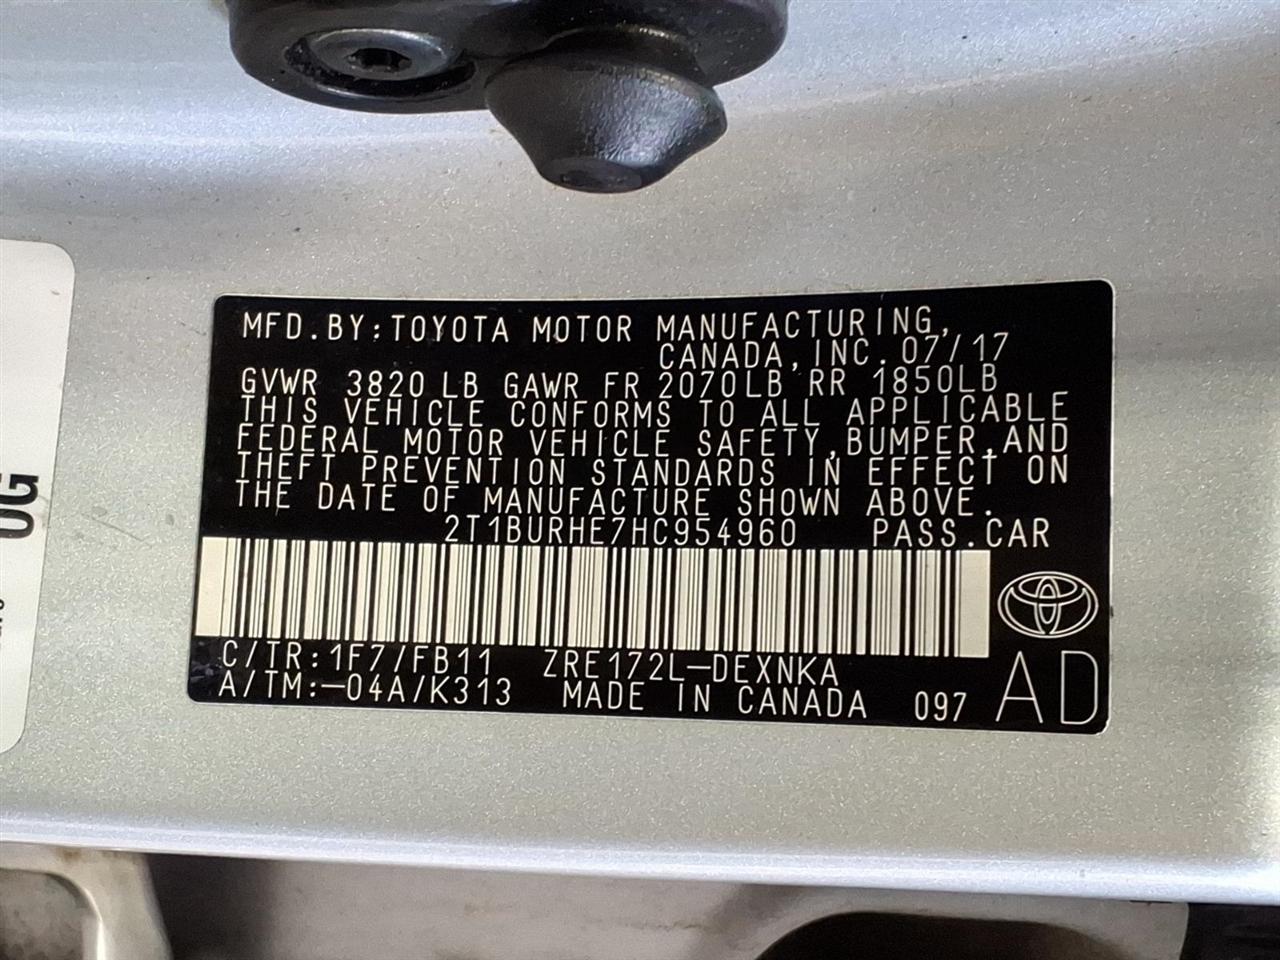 MFD.BY:TOYOTA MOTOR MANUFACTURING,
CANADA,INC.07/17
GVWR 3820LB GAWR FR 2070LB RR 1850LB
THIS VEHICLE CONFORMS TO ALL APPLICABLE
FEDERAL MOTOR VEHICLE SAFETY,BUMPER,AND
THEFT PREVENTION STANDARDS IN EFFECT ON
THE DATE OF MANUFACTURE SHOWN ABOVE.
2T1BURHE7HC954960 PASS.CAR
C/TR:1F7/FB11 ZRE172L-DEXNKA
A/TM:-04A/K313 MADE IN CANADA 097 AD